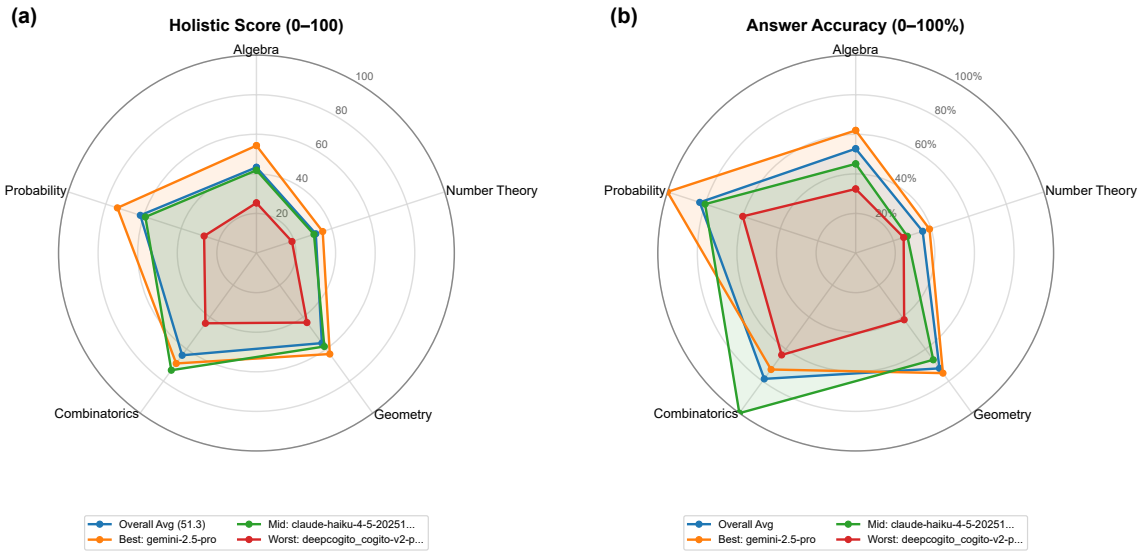 (a)
Holistic Score (0–100)
Algebra
100
80
60
40
20
Probability
Number Theory
Combinatorics
Geometry
Overall Avg (51.3)
Best: gemini-2.5-pro
Mid: claude-haiku-4-5-20251...
Worst: deepcogito_cogito-v2-p...
(b)
Answer Accuracy (0–100%)
Algebra
100%
80%
60%
40%
20%
Probability
Number Theory
Combinatorics
Geometry
Overall Avg
Best: gemini-2.5-pro
Mid: claude-haiku-4-5-20251...
Worst: deepcogito_cogito-v2-p...